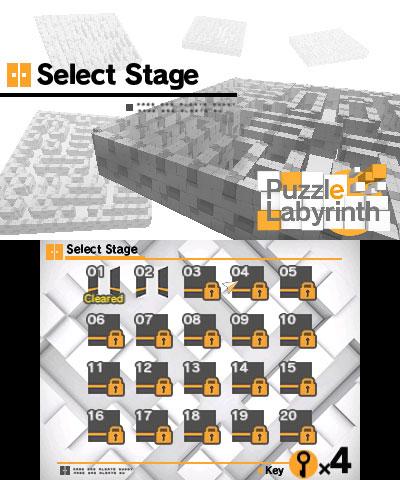 Select Stage
Puzzle
Labyrinth
Select Stage
01 02 03 04 05
Cleared
06 07 08 09 10
11 12 13 14 15
16 17 18 19 20
Key ×4